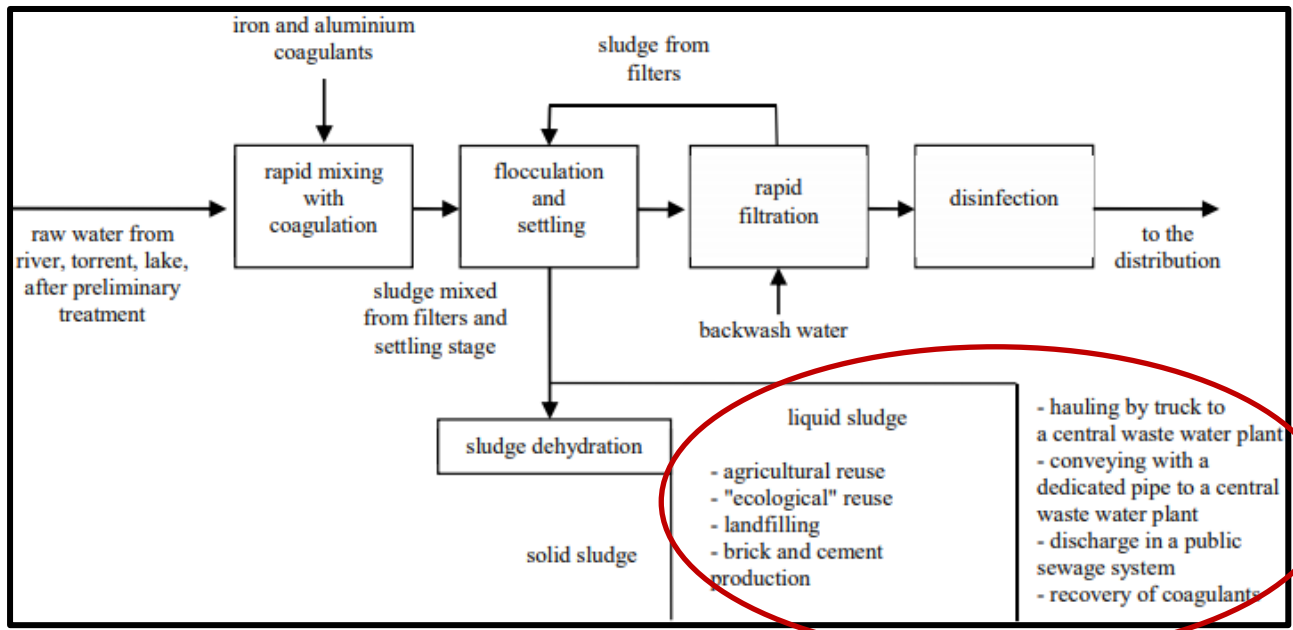 iron and aluminium
coagulants
sludge from
filters
rapid mixing
with
coagulation
flocculation
and
settling
rapid
filtration
disinfection
raw water from
river, torrent, lake,
after preliminary
treatment
to the
distribution
sludge mixed
from filters and
settling stage
backwash water
sludge dehydration
liquid sludge
- agricultural reuse
- "ecological" reuse
- landfilling
- brick and cement
production
solid sludge
- hauling by truck to
a central waste water plant
- conveying with a
dedicated pipe to a central
waste water plant
- discharge in a public
sewage system
- recovery of coagulants